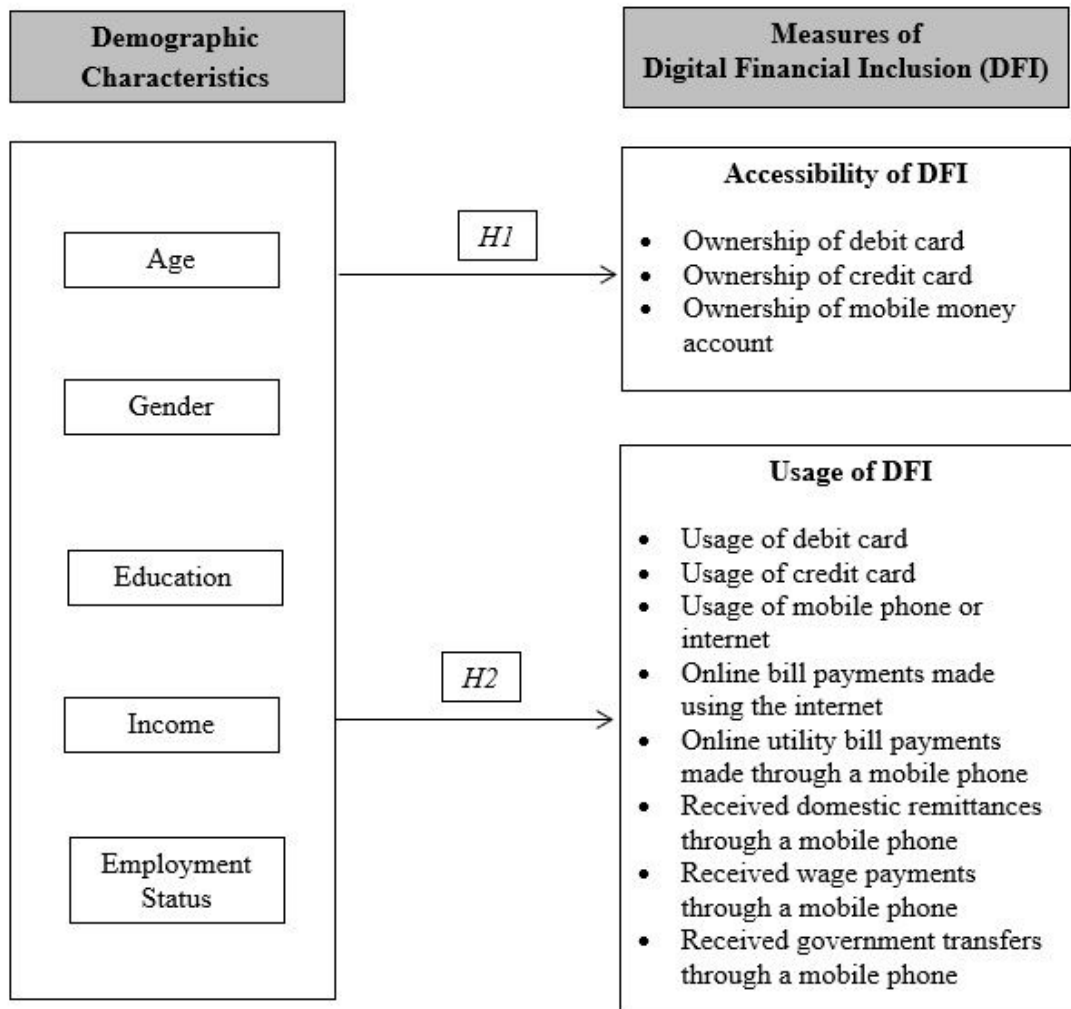 Demographic
Characteristics
Measures of
Digital Financial Inclusion (DFI)
Age
Gender
Education
Income
Employment
Status
H1
H2
Accessibility of DFI
• Ownership of debit card
• Ownership of credit card
• Ownership of mobile money
account
Usage of DFI
• Usage of debit card
• Usage of credit card
• Usage of mobile phone or
internet
• Online bill payments made
using the internet
• Online utility bill payments
made through a mobile phone
• Received domestic remittances
through a mobile phone
• Received wage payments
through a mobile phone
• Received government transfers
through a mobile phone